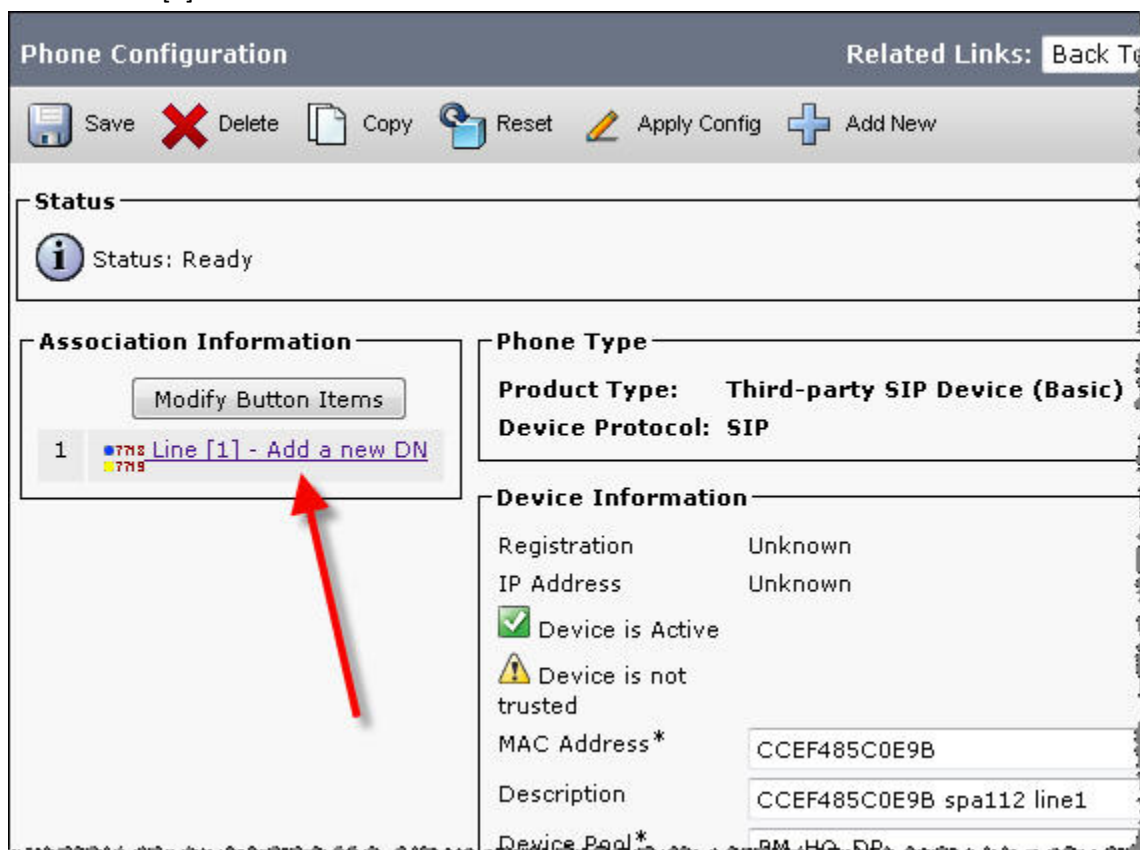 Phone Configuration
Related Links: Back
Save Delete Copy Reset Apply Config Add New
Status
Status: Ready
Association Information
Modify Button Items
1 Line [1] - Add a new DN
Phone Type
Product Type: Third-party SIP Device (Basic)
Device Protocol: SIP
Device Information
Registration Unknown
IP Address Unknown
Device is Active
Device is not
trusted
MAC Address* CCEF485C0E9B
Description CCEF485C0E9B spa112 line1
Device Pool*